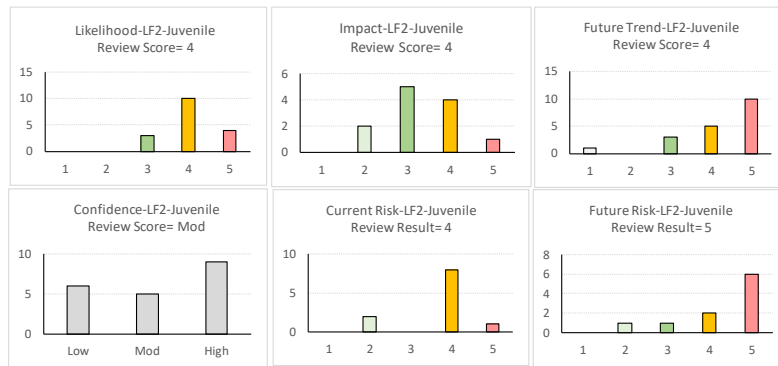 Likelihood-LF2-Juvenile
Review Score= 4
15
10
5
0
1 2 3 4 5
Impact-LF2-Juvenile
Review Score= 4
6
4
2
0
1 2 3 4 5
Future Trend-LF2-Juvenile
Review Score= 4
15
10
5
0
1 2 3 4 5
Confidence-LF2-Juvenile
Review Score= Mod
10
5
0
Low Mod High
Current Risk-LF2-Juvenile
Review Result= 4
10
5
0
1 2 3 4 5
Future Risk-LF2-Juvenile
Review Result= 5
8
6
4
2
0
1 2 3 4 5